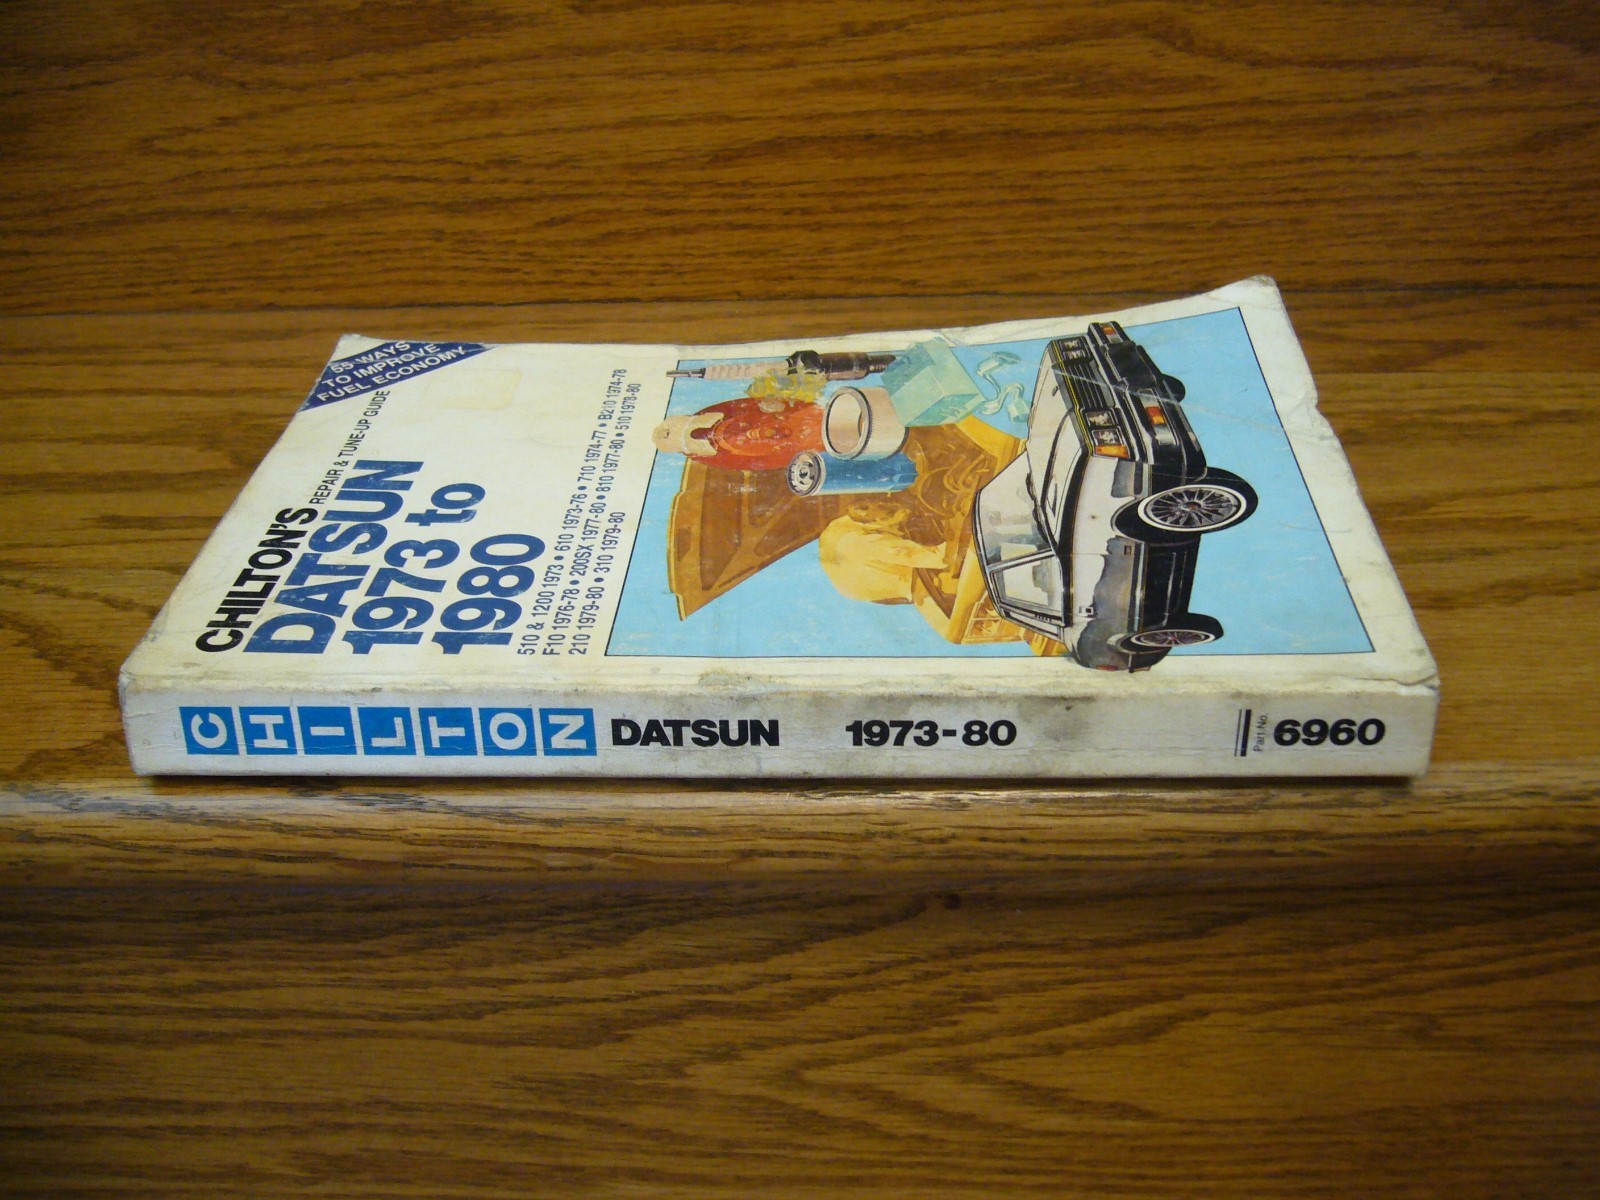 55 WAYS
TO IMPROVE
FUEL ECONOMY
CHILTON'S REPAIR & TUNE-UP GUIDE
DATSUN
1973 to
1980
510 & 1200 1973 • 610 1973-76 • 710 1974-77 • B210 1974-78
F10 1976-78 • 200SX 1977-80 • 810 1977-80 • 510 1978-80
210 1979-80 • 310 1979-80
CHILTON DATSUN 1973-80 Part No. 6960